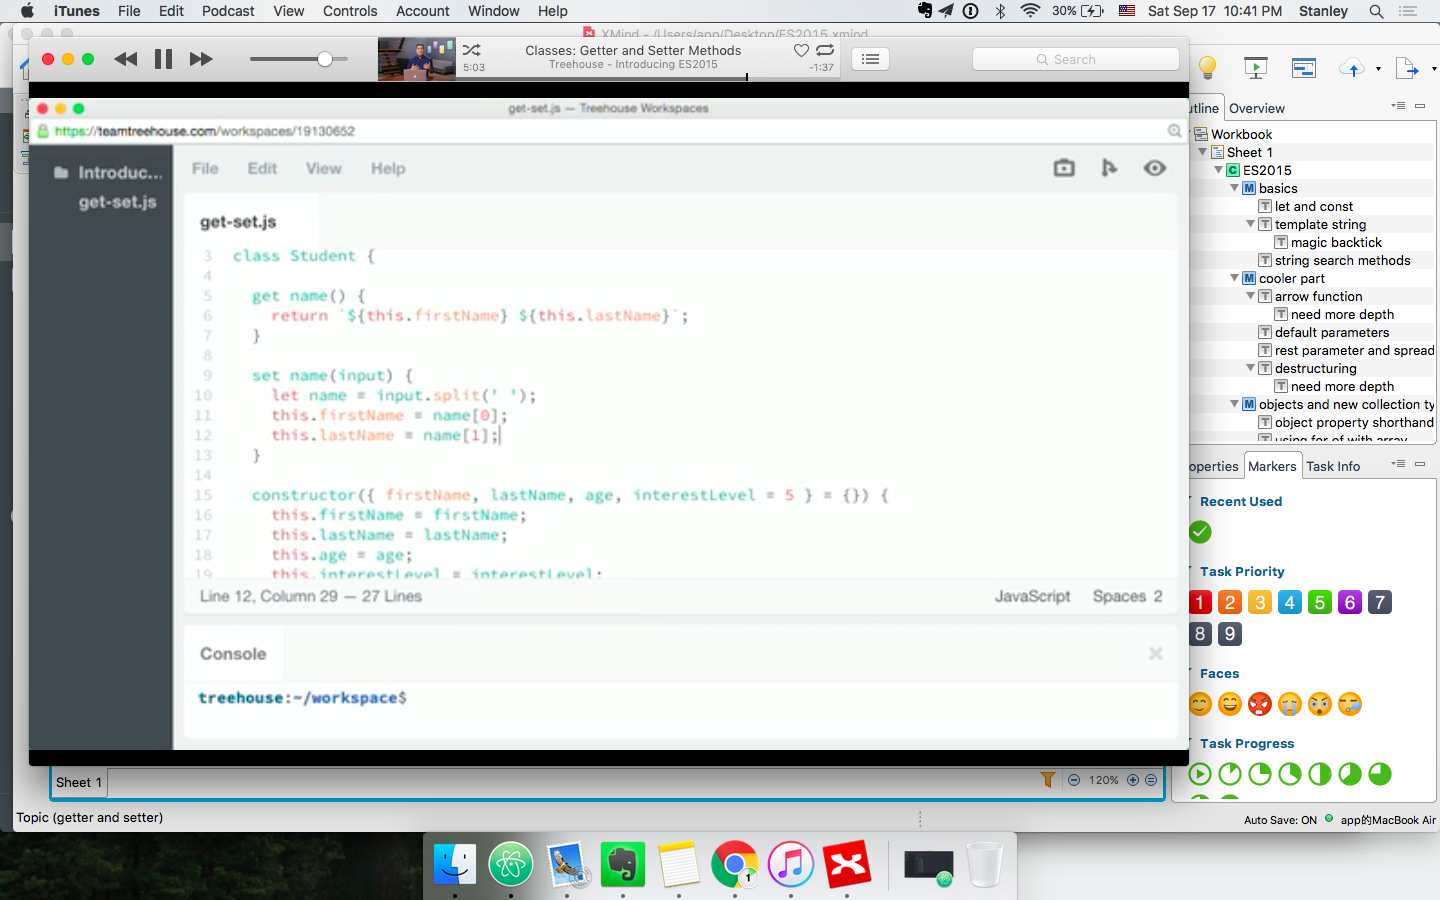 iTunes File Edit Podcast View Controls Account Window Help 30% Sat Sep 17 10:41 PM Stanley
XMind - /Users/app/Desktop/ES2015.xmind
Classes: Getter and Setter Methods
5:03 Treehouse - Introducing ES2015 -1:37
Search
get-set.js — Treehouse Workspaces
https://teamtreehouse.com/workspaces/19130652
Introduc...
get-set.js
File Edit View Help
get-set.js
3 class Student {
4
5 get name() {
6 return `${this.firstName} ${this.lastName}`;
7 }
8
9 set name(input) {
10 let name = input.split(' ');
11 this.firstName = name[0];
12 this.lastName = name[1];
13 }
14
15 constructor({ firstName, lastName, age, interestLevel = 5 } = {}) {
16 this.firstName = firstName;
17 this.lastName = lastName;
18 this.age = age;
19 this.interestLevel = interestLevel;
Line 12, Column 29 — 27 Lines JavaScript Spaces 2
Console
treehouse:~/workspace$
utline Overview
Workbook
Sheet 1
C ES2015
M basics
T let and const
T template string
T magic backtick
T string search methods
M cooler part
T arrow function
T need more depth
T default parameters
T rest parameter and spread
T destructuring
T need more depth
M objects and new collection ty
T object property shorthand
T using for of with array
operties Markers Task Info
Recent Used
Task Priority
1 2 3 4 5 6 7
8 9
Faces
Task Progress
Sheet 1 120%
Topic (getter and setter) Auto Save: ON app的MacBook Air
1